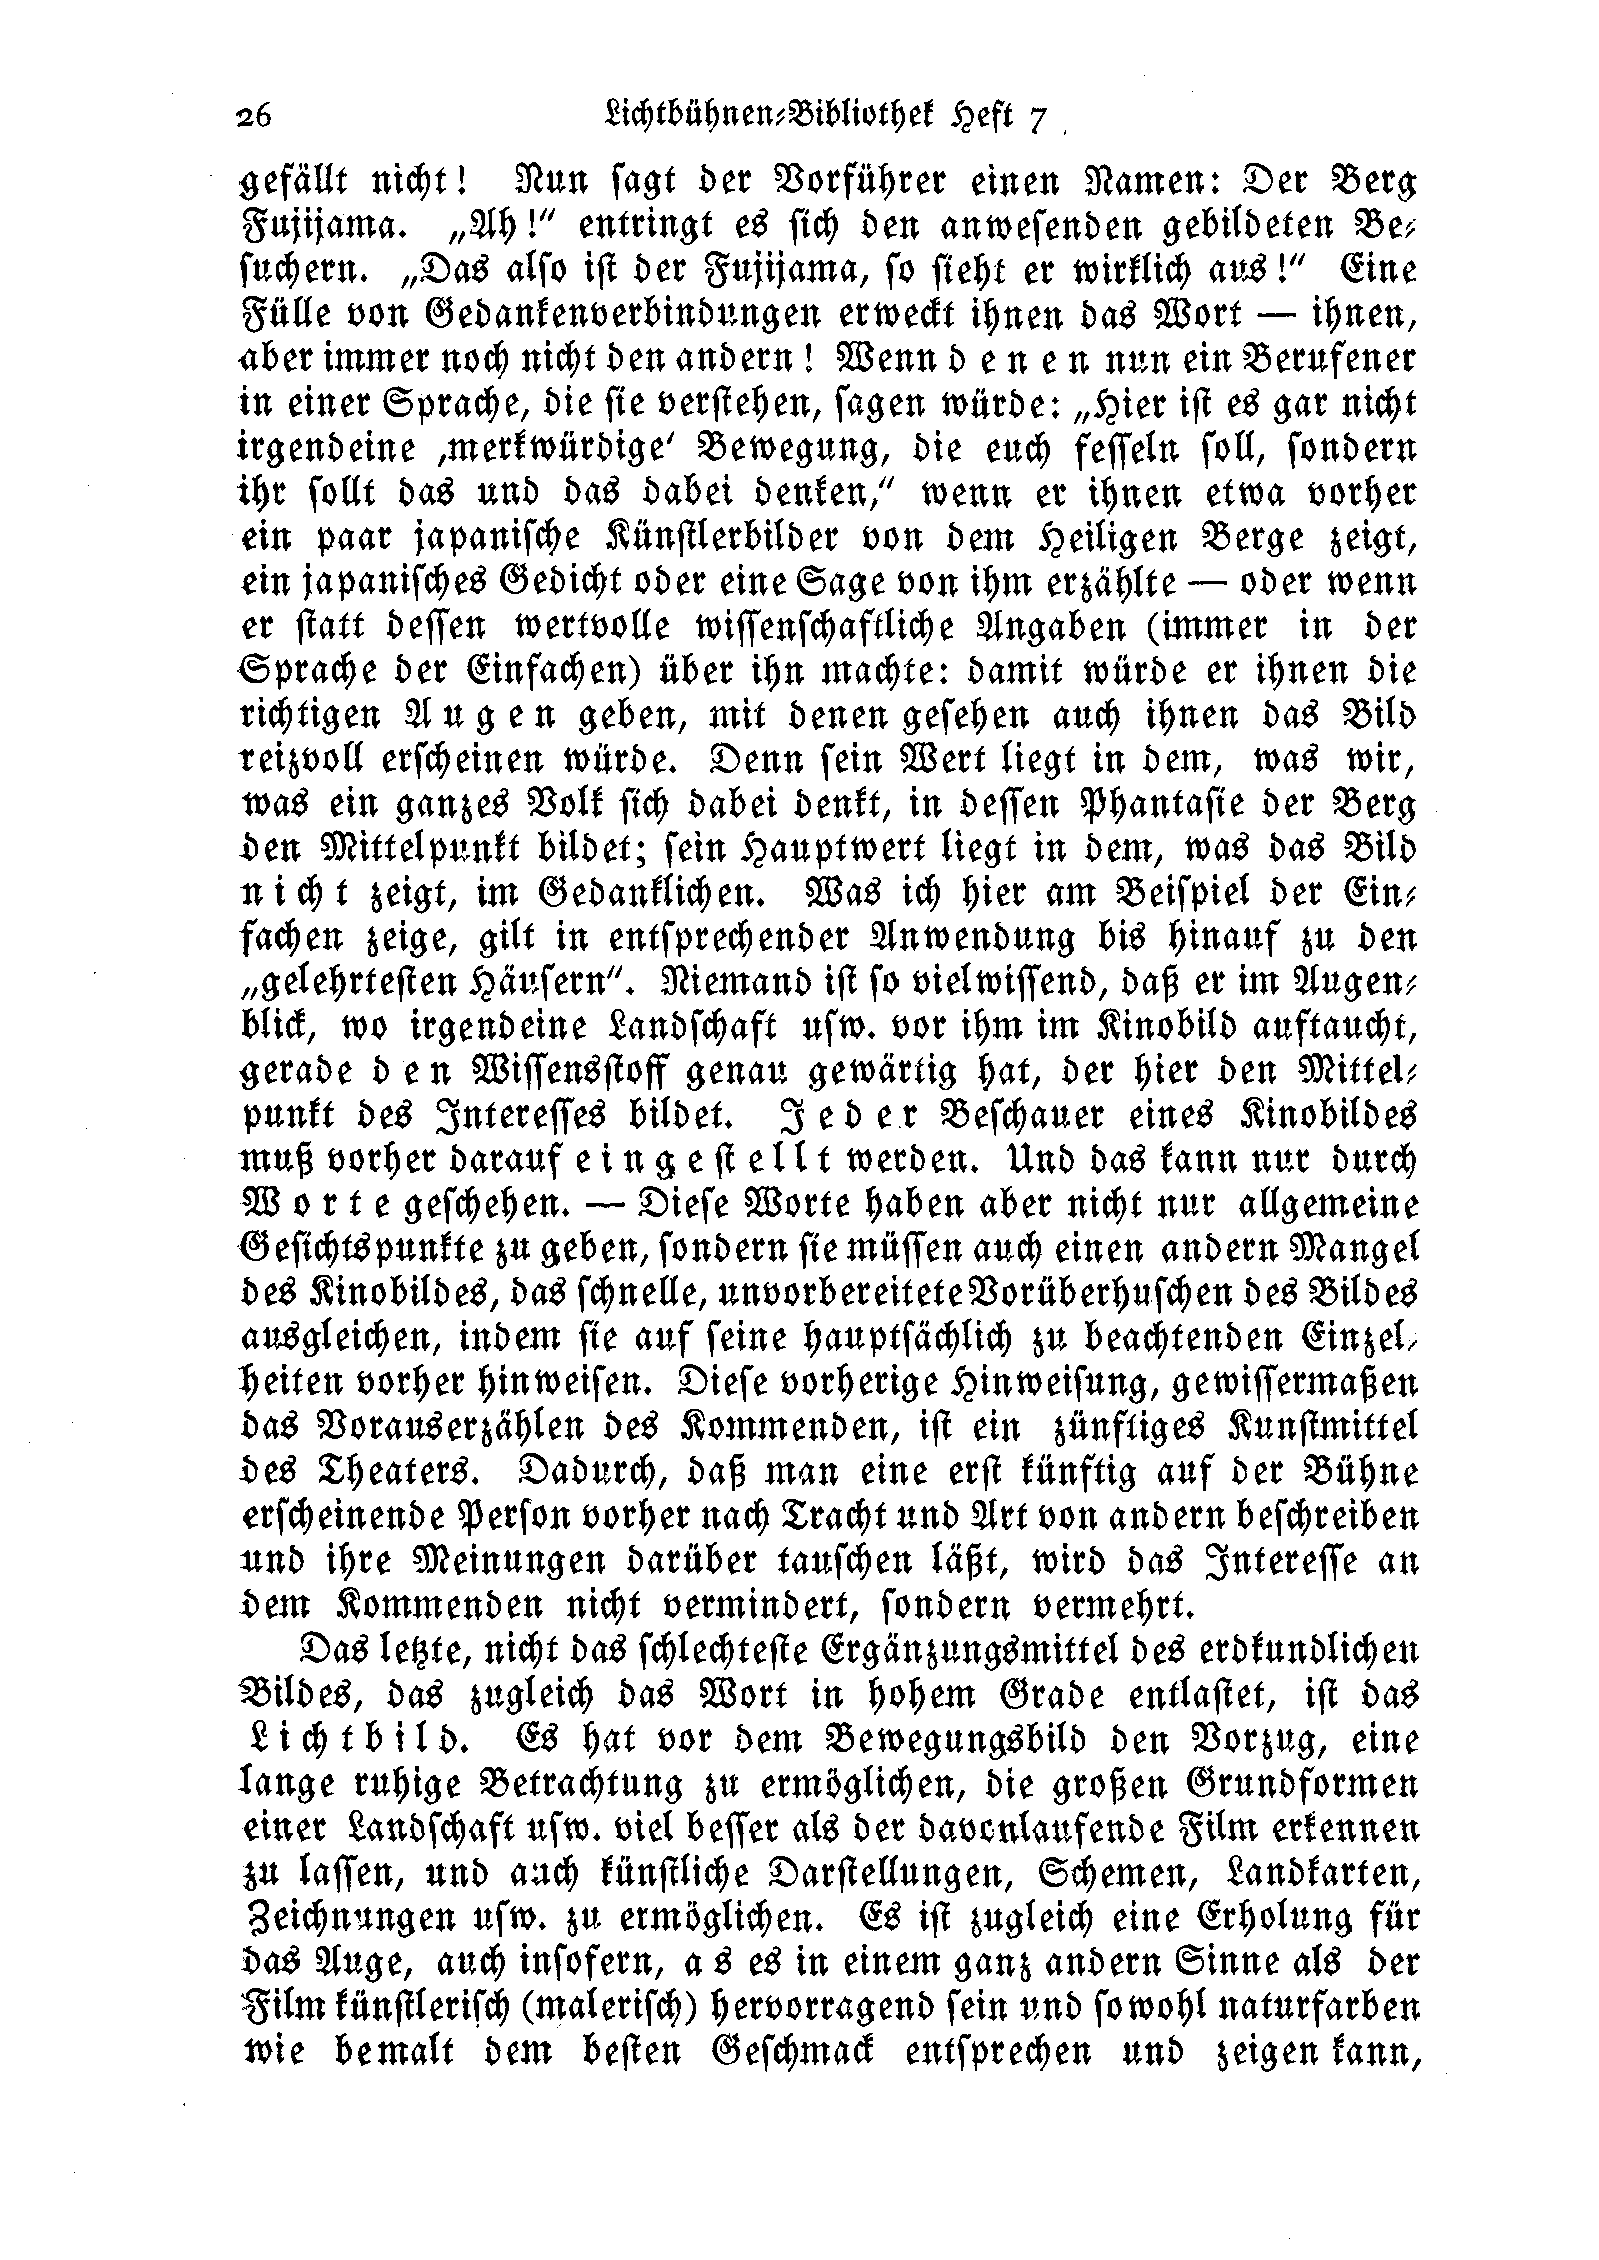 26 Lichtbühnen-Bibliothek Heft 7
gefällt nicht! Nun sagt der Vorführer einen Namen: Der Berg
Fujijama. „Ah!“ entringt es sich den anwesenden gebildeten Be-
suchern. „Das also ist der Fujijama, so sieht er wirklich aus!“ Eine
Fülle von Gedankenverbindungen erweckt ihnen das Wort — ihnen,
aber immer noch nicht den andern! Wenn denen nun ein Berufener
in einer Sprache, die sie verstehen, sagen würde: „Hier ist es gar nicht
irgendeine ‚merkwürdige‘ Bewegung, die euch fesseln soll, sondern
ihr sollt das und das dabei denken,“ wenn er ihnen etwa vorher
ein paar japanische Künstlerbilder von dem Heiligen Berge zeigt,
ein japanisches Gedicht oder eine Sage von ihm erzählte — oder wenn
er statt dessen wertvolle wissenschaftliche Angaben (immer in der
Sprache der Einfachen) über ihn machte: damit würde er ihnen die
richtigen Augen geben, mit denen gesehen auch ihnen das Bild
reizvoll erscheinen würde. Denn sein Wert liegt in dem, was wir,
was ein ganzes Volk sich dabei denkt, in dessen Phantasie der Berg
den Mittelpunkt bildet; sein Hauptwert liegt in dem, was das Bild
nicht zeigt, im Gedanklichen. Was ich hier am Beispiel der Ein-
fachen zeige, gilt in entsprechender Anwendung bis hinauf zu den
„gelehrtesten Häusern“. Niemand ist so vielwissend, daß er im Augen-
blick, wo irgendeine Landschaft usw. vor ihm im Kinobild auftaucht,
gerade den Wissensstoff genau gewärtig hat, der hier den Mittel-
punkt des Interesses bildet. Jeder Beschauer eines Kinobildes
muß vorher darauf eingestellt werden. Und das kann nur durch
Worte geschehen. — Diese Worte haben aber nicht nur allgemeine
Gesichtspunkte zu geben, sondern sie müssen auch einen andern Mangel
des Kinobildes, das schnelle, unvorbereitete Vorüberhuschen des Bildes
ausgleichen, indem sie auf seine hauptsächlich zu beachtenden Einzel-
heiten vorher hinweisen. Diese vorherige Hinweisung, gewissermaßen
das Vorauserzählen des Kommenden, ist ein zünftiges Kunstmittel
des Theaters. Dadurch, daß man eine erst künftig auf der Bühne
erscheinende Person vorher nach Tracht und Art von andern beschreiben
und ihre Meinungen darüber tauschen läßt, wird das Interesse an
dem Kommenden nicht vermindert, sondern vermehrt.
Das letzte, nicht das schlechteste Ergänzungsmittel des erdkundlichen
Bildes, das zugleich das Wort in hohem Grade entlastet, ist das
Lichtbild. Es hat vor dem Bewegungsbild den Vorzug, eine
lange ruhige Betrachtung zu ermöglichen, die großen Grundformen
einer Landschaft usw. viel besser als der davonlaufende Film erkennen
zu lassen, und auch künstliche Darstellungen, Schemen, Landkarten,
Zeichnungen usw. zu ermöglichen. Es ist zugleich eine Erholung für
das Auge, auch insofern, a s es in einem ganz andern Sinne als der
Film künstlerisch (malerisch) hervorragend sein und sowohl naturfarben
wie bemalt dem besten Geschmack entsprechen und zeigen kann,